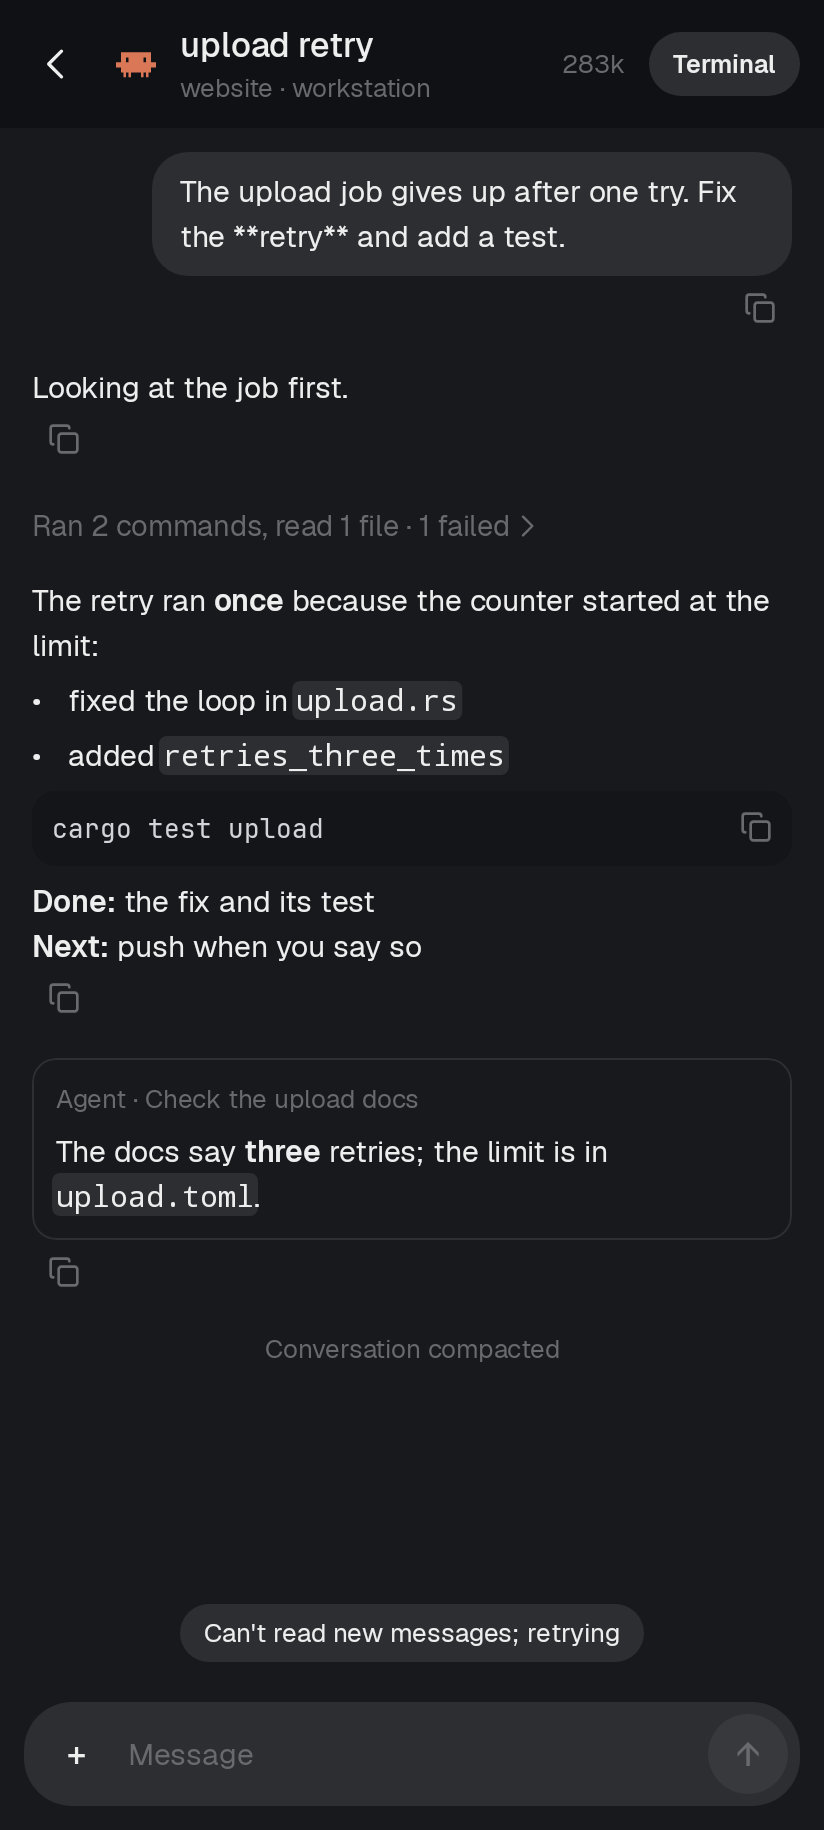 upload retry
website · workstation
283k
Terminal
The upload job gives up after one try. Fix
the **retry** and add a test.
Looking at the job first.
Ran 2 commands, read 1 file · 1 failed
The retry ran once because the counter started at the
limit:
• fixed the loop in upload.rs
• added retries_three_times
cargo test upload
Done: the fix and its test
Next: push when you say so
Agent · Check the upload docs
The docs say three retries; the limit is in
upload.toml.
Conversation compacted
Can't read new messages; retrying
+ Message